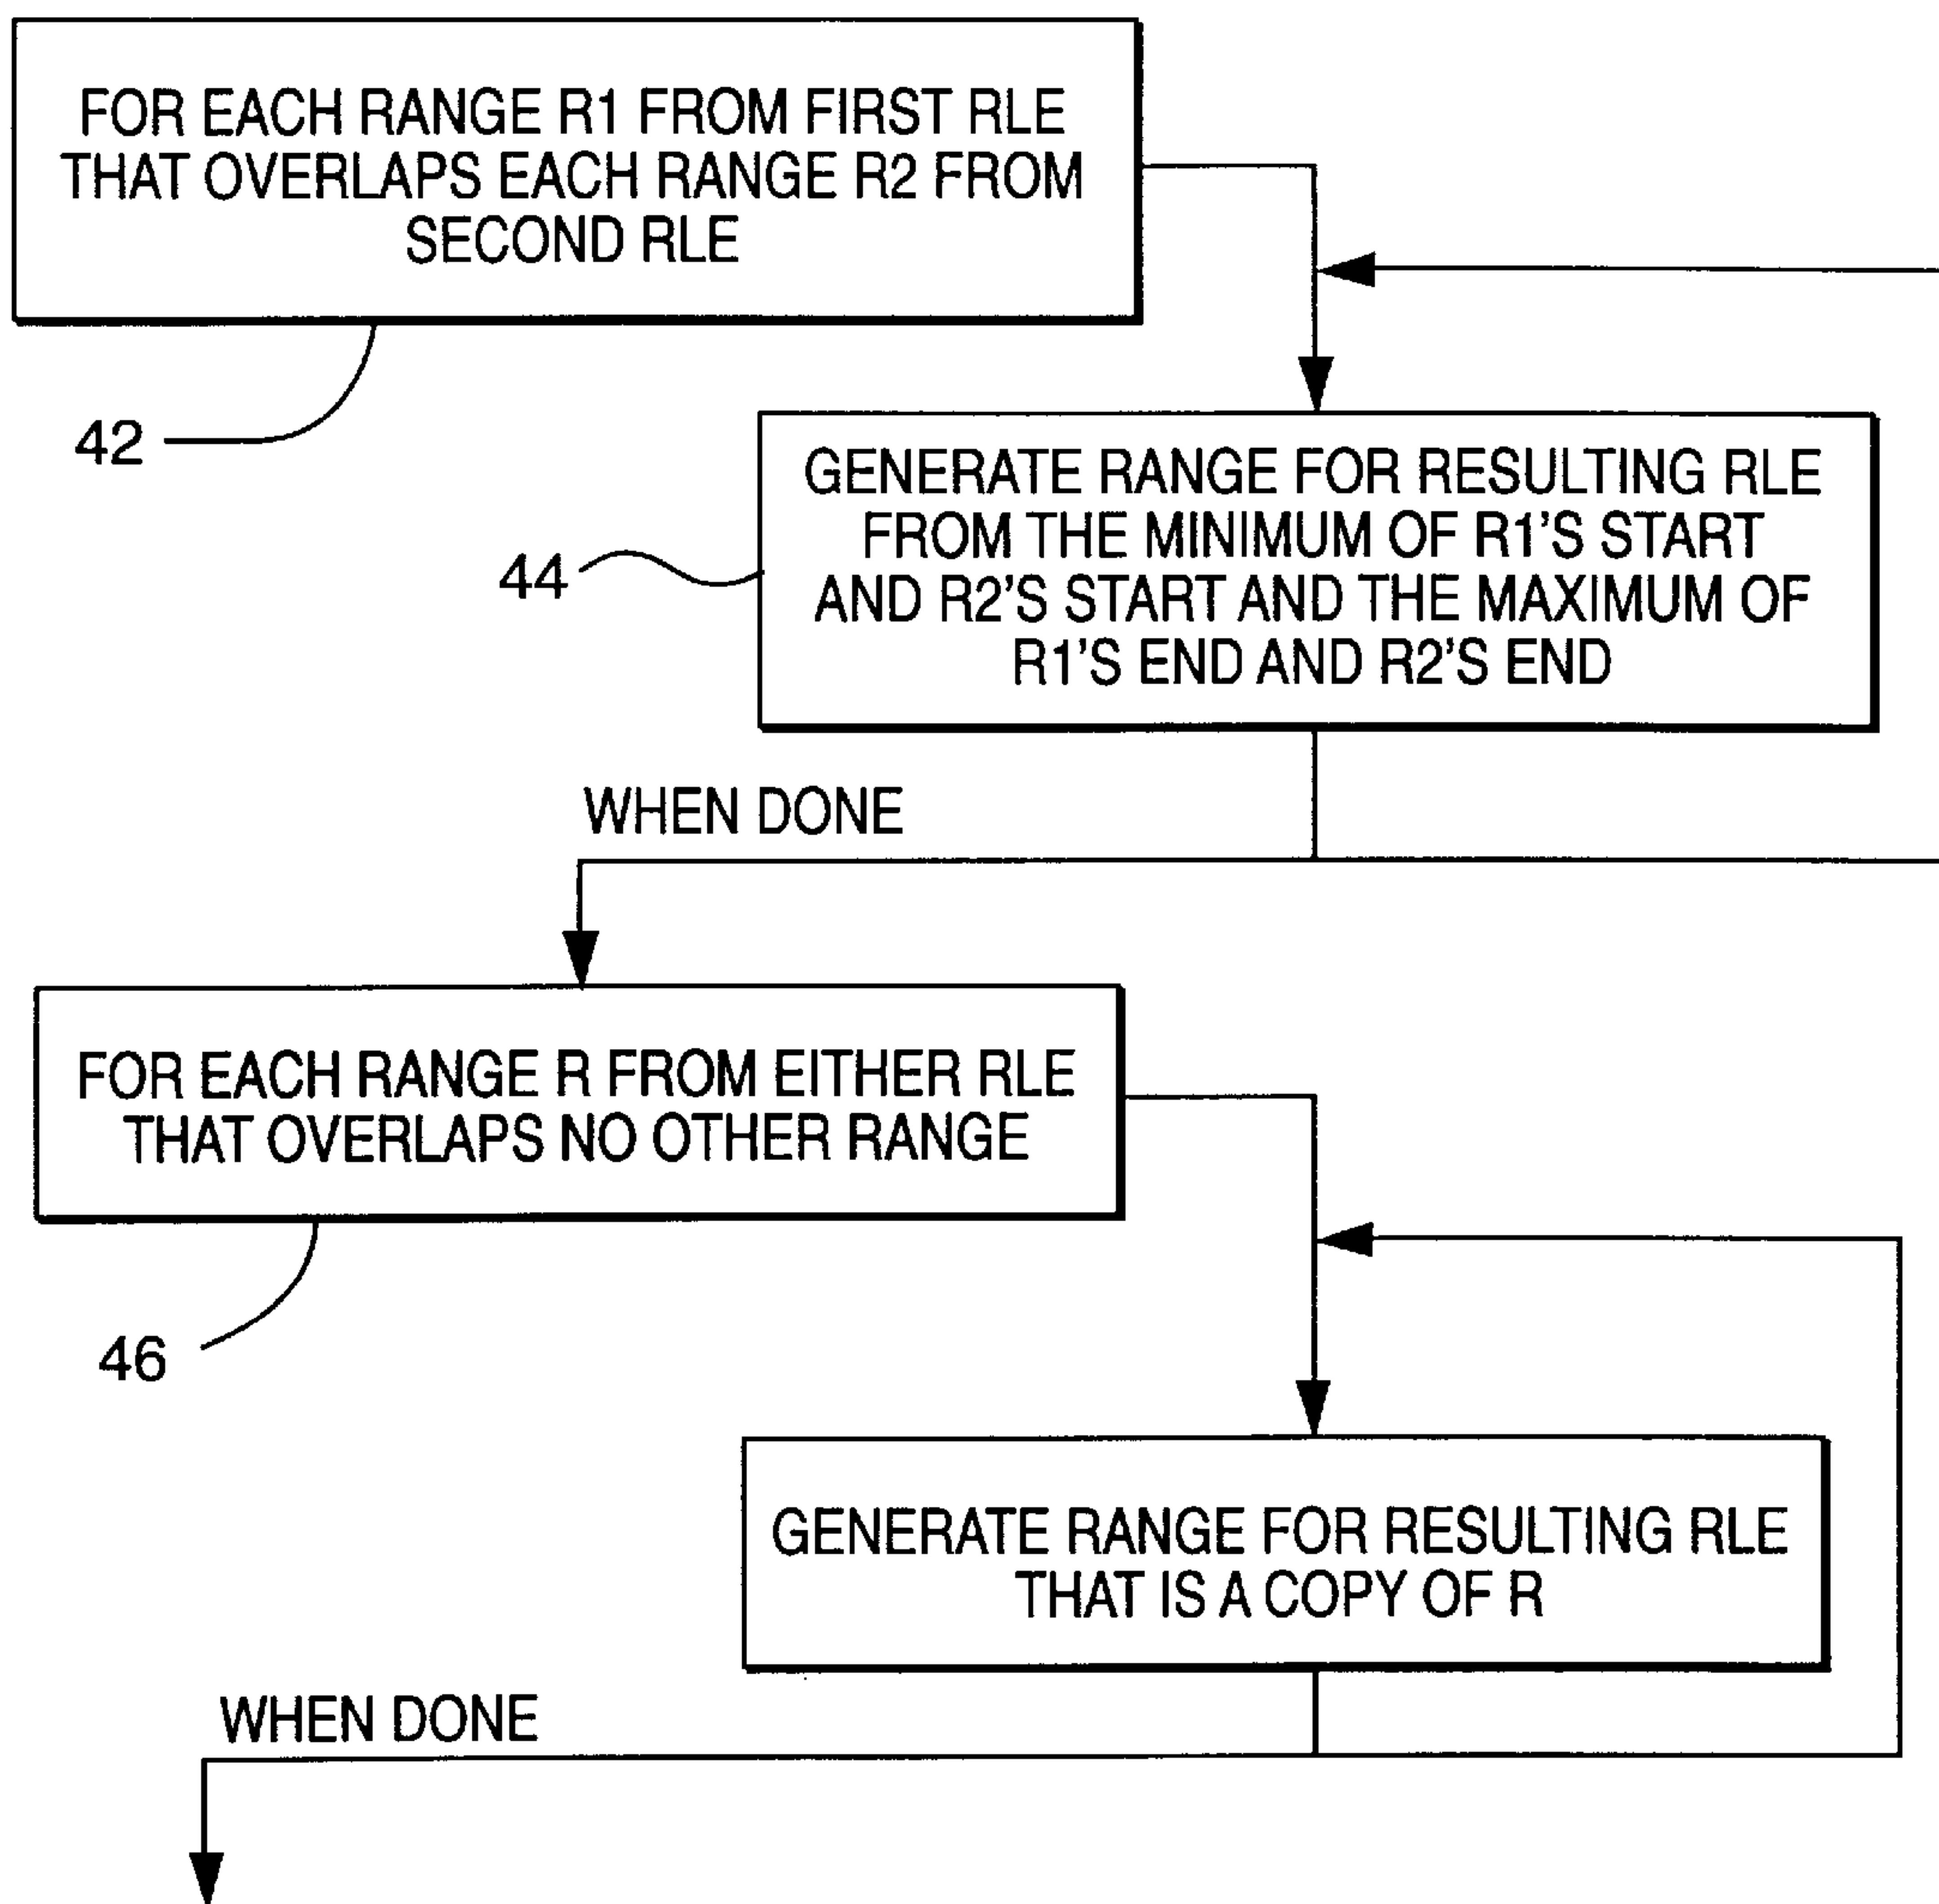 FOR EACH RANGE R1 FROM FIRST RLE
THAT OVERLAPS EACH RANGE R2 FROM
SECOND RLE
42
GENERATE RANGE FOR RESULTING RLE
FROM THE MINIMUM OF R1'S START
AND R2'S START AND THE MAXIMUM OF
R1'S END AND R2'S END
44
WHEN DONE
FOR EACH RANGE R FROM EITHER RLE
THAT OVERLAPS NO OTHER RANGE
46
GENERATE RANGE FOR RESULTING RLE
THAT IS A COPY OF R
WHEN DONE